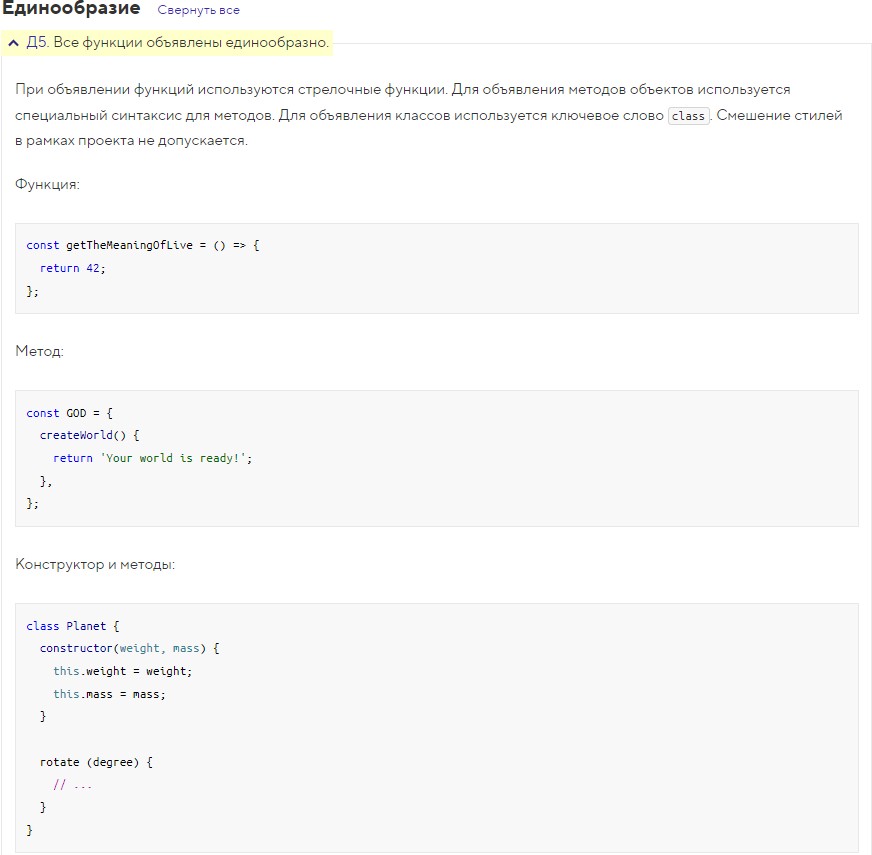 Единообразие Свернуть все
Д5. Все функции объявлены единообразно.
При объявлении функций используются стрелочные функции. Для объявления методов объектов используется
специальный синтаксис для методов. Для объявления классов используется ключевое слово class. Смешение стилей
в рамках проекта не допускается.
Функция:
const getTheMeaningOfLive = () => {
  return 42;
};
Метод:
const GOD = {
  createWorld() {
    return 'Your world is ready!';
  },
};
Конструктор и методы:
class Planet {
  constructor(weight, mass) {
    this.weight = weight;
    this.mass = mass;
  }
  rotate (degree) {
    // ...
  }
}